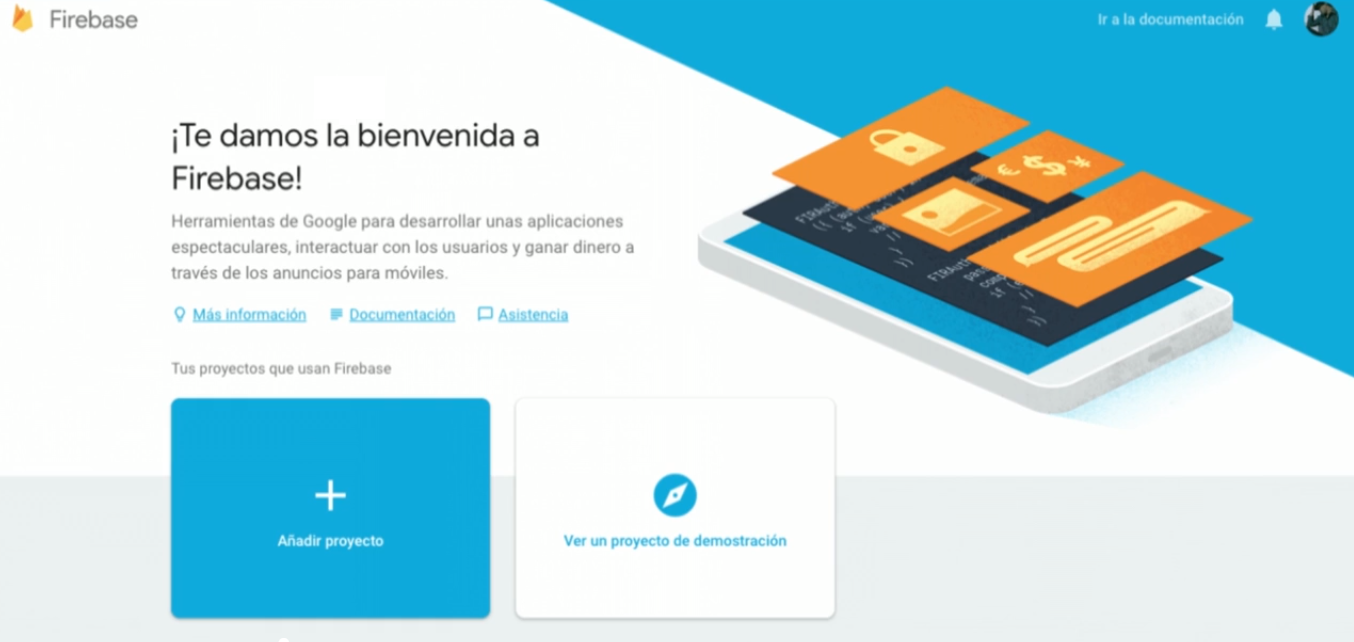 Firebase
Ir a la documentación
¡Te damos la bienvenida a
Firebase!
Herramientas de Google para desarrollar unas aplicaciones
espectaculares, interactuar con los usuarios y ganar dinero a
través de los anuncios para móviles.
Más información
Documentación
Asistencia
Tus proyectos que usan Firebase
Añadir proyecto
Ver un proyecto de demostración